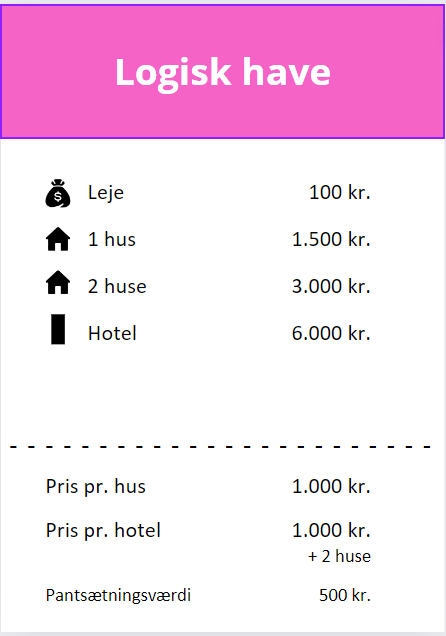 Logisk have
Leje 100 kr.
1 hus 1.500 kr.
2 huse 3.000 kr.
Hotel 6.000 kr.
Pris pr. hus 1.000 kr.
Pris pr. hotel 1.000 kr.
+ 2 huse
Pantsætningsværdi 500 kr.